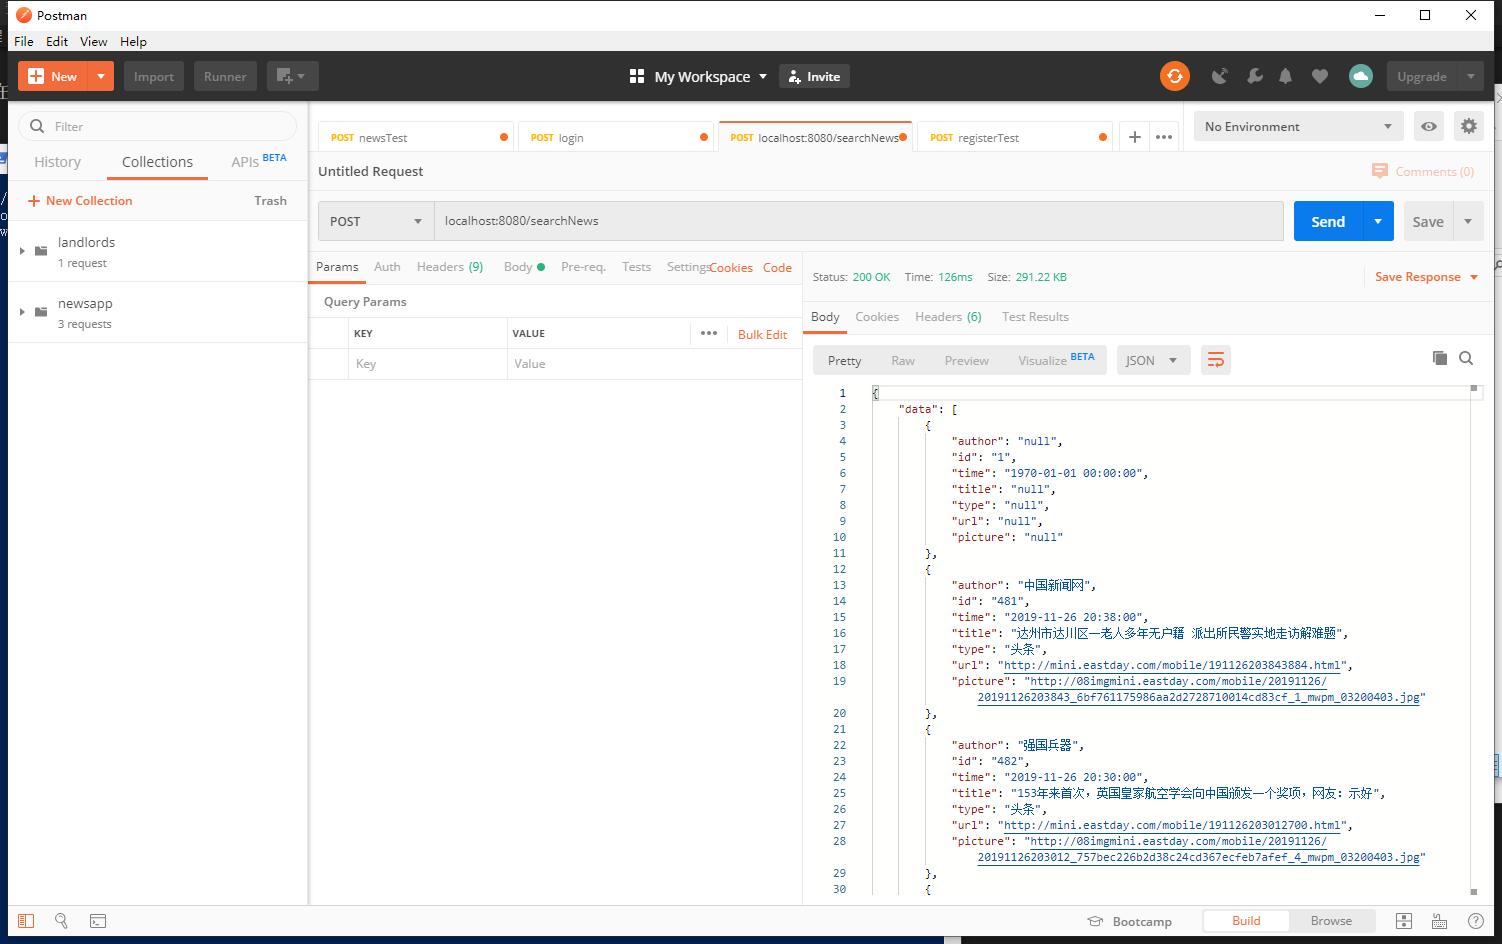 Postman
File Edit View Help
New Import Runner My Workspace Invite Upgrade
Filter
History Collections APIs BETA
New Collection Trash
landlords
1 request
newsapp
3 requests
POST newsTest POST login POST localhost:8080/searchNews POST registerTest No Environment
Untitled Request Comments (0)
POST localhost:8080/searchNews Send Save
Params Auth Headers (9) Body Pre-req. Tests Settings Cookies Code
Query Params
KEY VALUE Bulk Edit
Key Value
Status: 200 OK Time: 126ms Size: 291.22 KB Save Response
Body Cookies Headers (6) Test Results
Pretty Raw Preview Visualize BETA JSON
1 {
2 "data": [
3 {
4 "author": "null",
5 "id": "1",
6 "time": "1970-01-01 00:00:00",
7 "title": "null",
8 "type": "null",
9 "url": "null",
10 "picture": "null"
11 },
12 {
13 "author": "中国新闻网",
14 "id": "481",
15 "time": "2019-11-26 20:38:00",
16 "title": "达州市达川区一老人多年无户籍 派出所民警实地走访解难题",
17 "type": "头条",
18 "url": "http://mini.eastday.com/mobile/191126203843884.html",
19 "picture": "http://08imgmini.eastday.com/mobile/20191126/
20191126203843_6bf761175986aa2d2728710014cd83cf_1_mwpm_03200403.jpg"
20 },
21 {
22 "author": "强国兵器",
23 "id": "482",
24 "time": "2019-11-26 20:30:00",
25 "title": "153年来首次，英国皇家航空学会向中国颁发一个奖项，网友：示好",
26 "type": "头条",
27 "url": "http://mini.eastday.com/mobile/191126203012700.html",
28 "picture": "http://08imgmini.eastday.com/mobile/20191126/
20191126203012_757bec226b2d38c24cd367ecfeb7afef_4_mwpm_03200403.jpg"
29 },
30 {
Bootcamp Build Browse